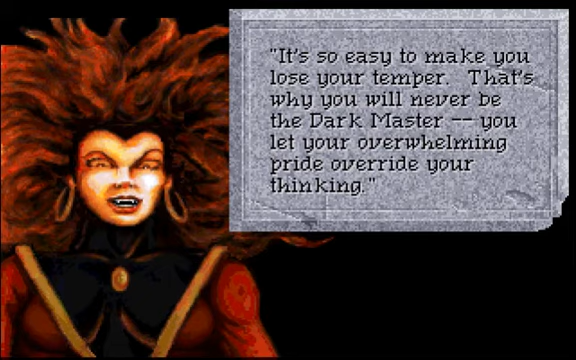 "It's so easy to make you
lose your temper.  That's
why you will never be
the Dark Master -- you
let your overwhelming
pride override your
thinking."